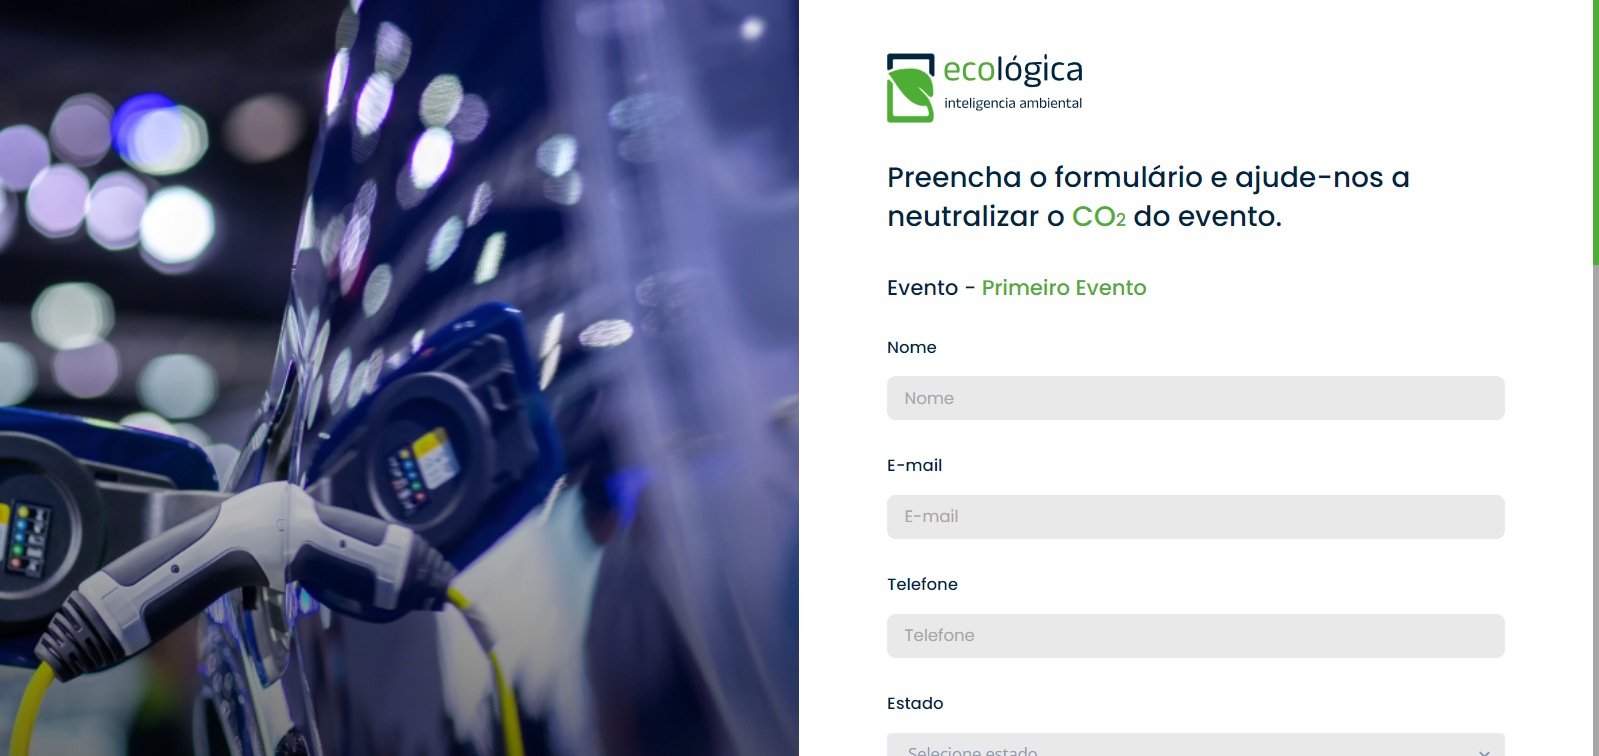 ecológica
inteligencia ambiental
Preencha o formulário e ajude-nos a
neutralizar o CO₂ do evento.
Evento - Primeiro Evento
Nome
Nome
E-mail
E-mail
Telefone
Telefone
Estado
Selecione estado